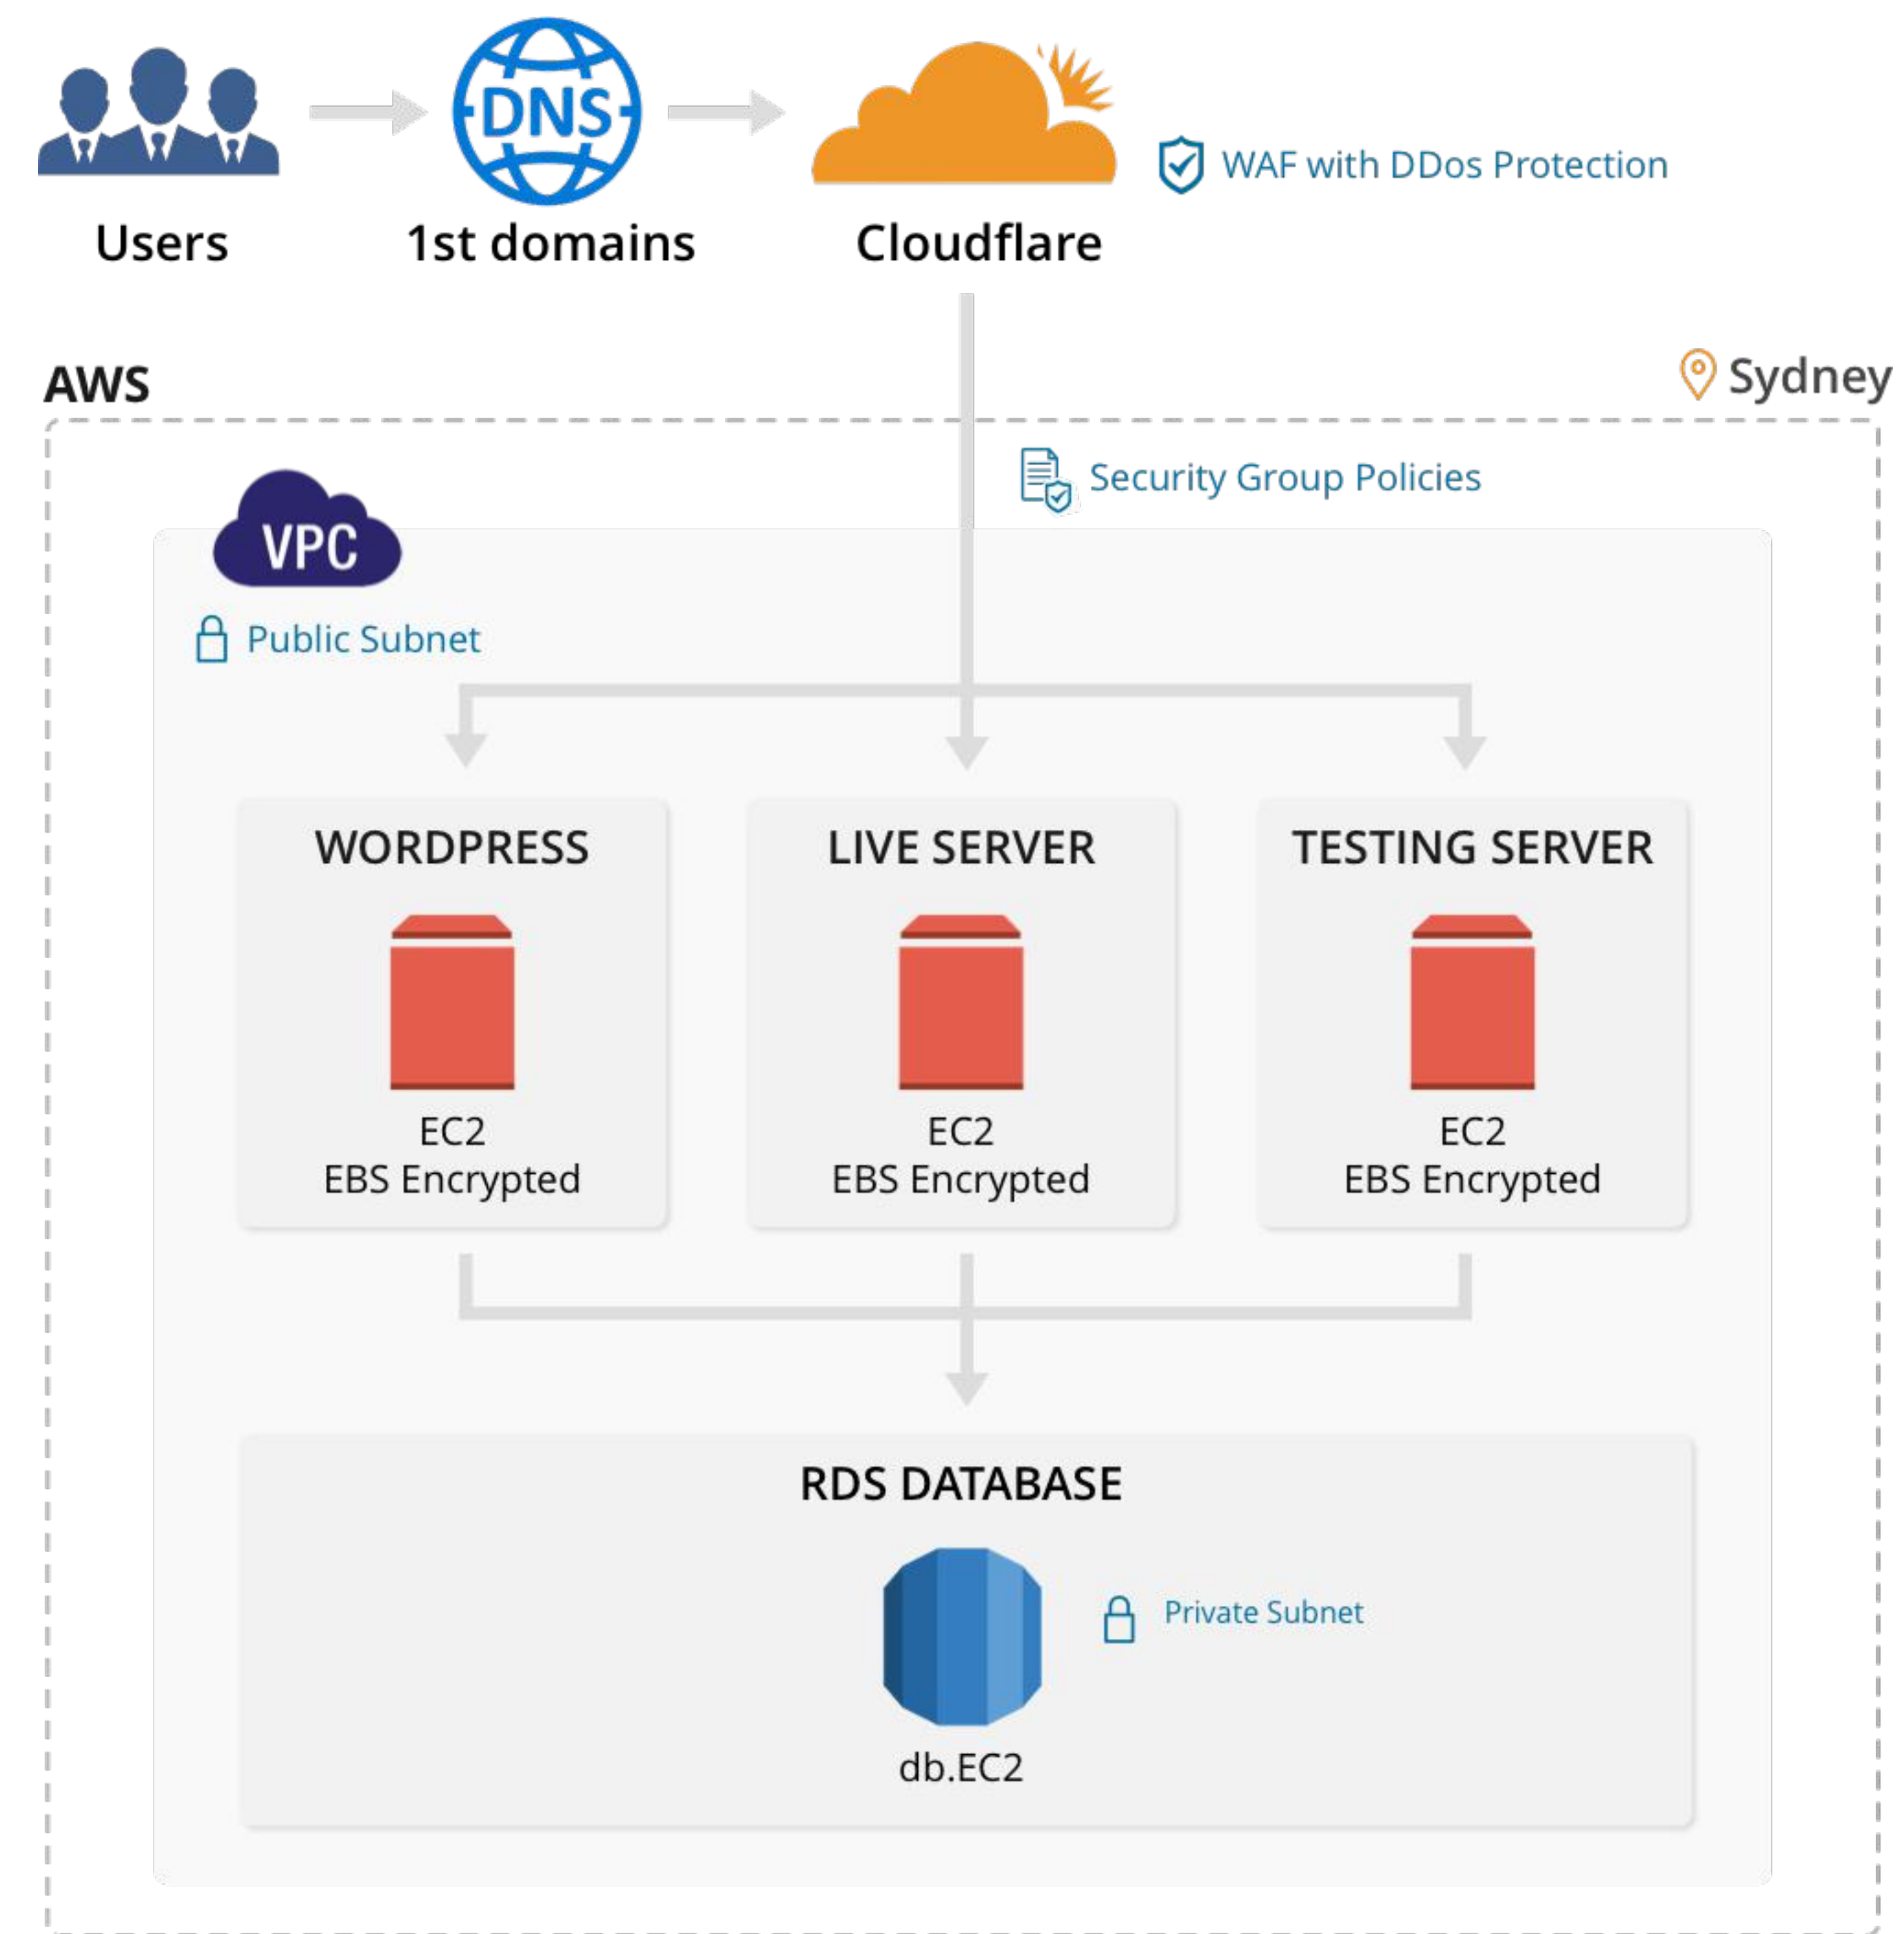 DNS
WAF with DDos Protection
Users
1st domains
Cloudflare
AWS
Sydney
Security Group Policies
VPC
Public Subnet
WORDPRESS
EC2
EBS Encrypted
LIVE SERVER
EC2
EBS Encrypted
TESTING SERVER
EC2
EBS Encrypted
RDS DATABASE
Private Subnet
db.EC2